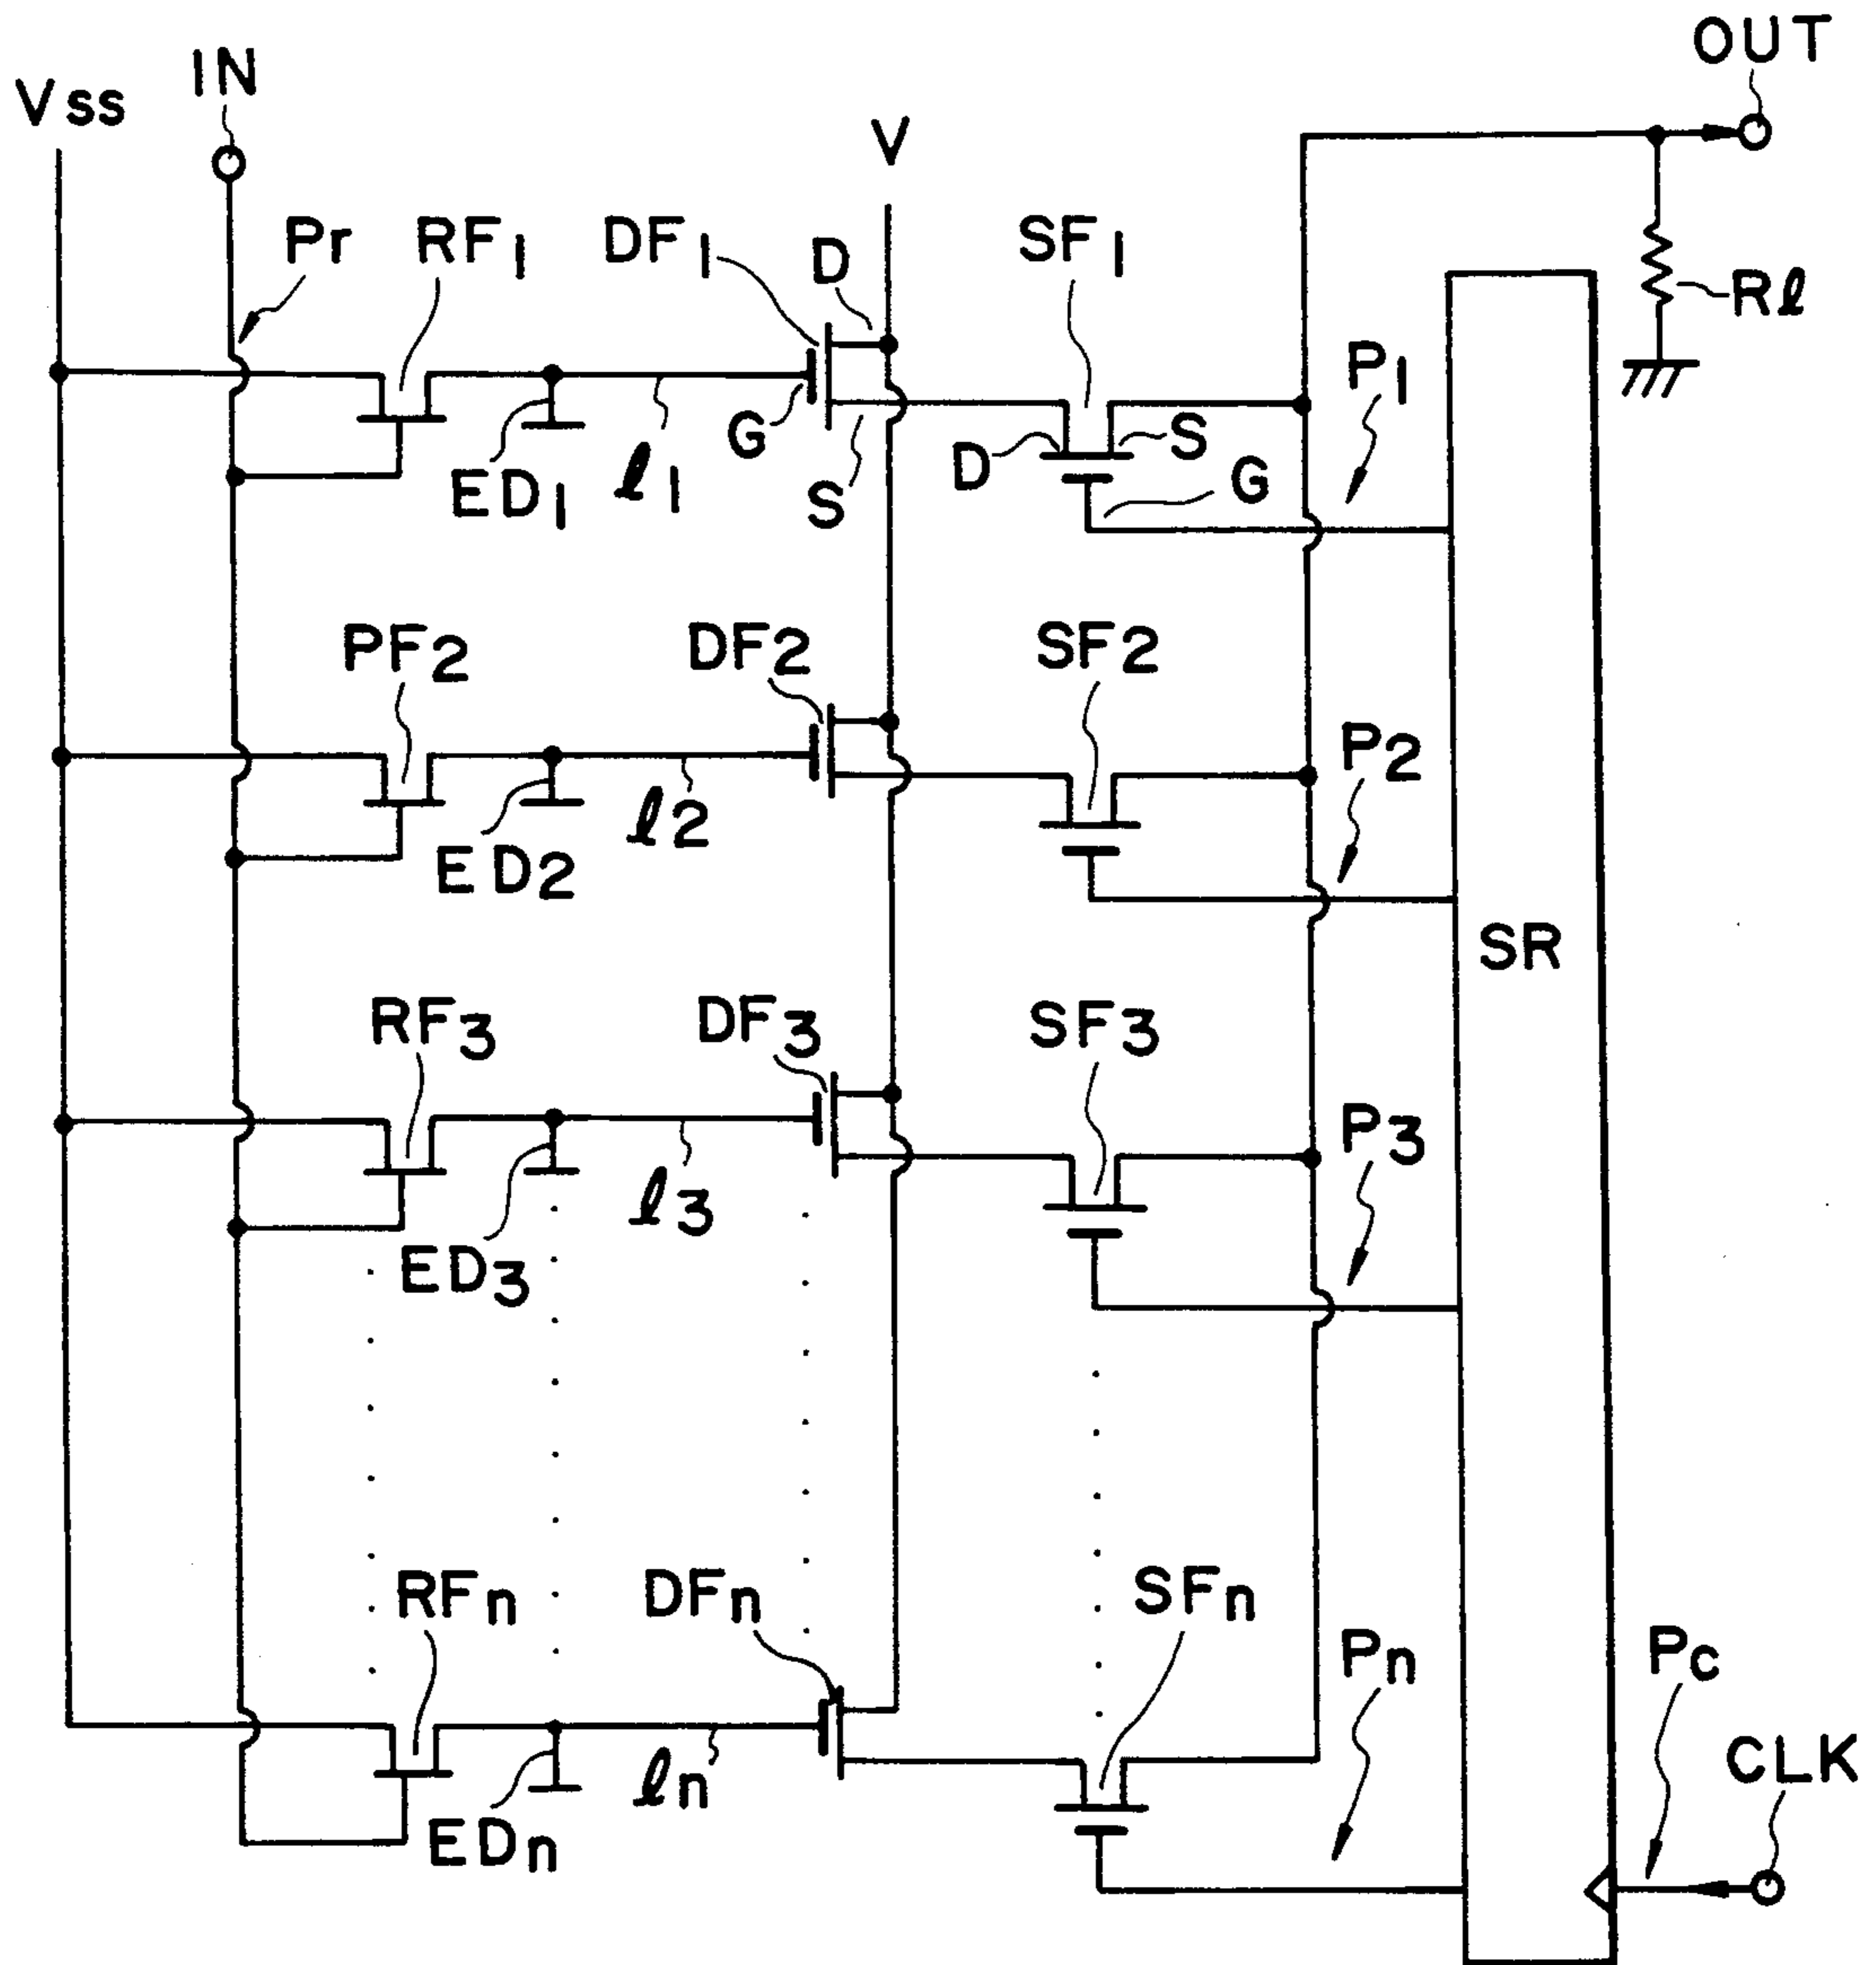 OUT
IN
Vss
V
Pr
RF1
DF1
D
SF1
Rℓ
P1
G
D
S
ED1
ℓ1
S
G
PF2
DF2
SF2
P2
ED2
ℓ2
SR
RF3
DF3
SF3
P3
ED3
ℓ3
RFn
DFn
SFn
Pn
Pc
CLK
EDn
ℓn